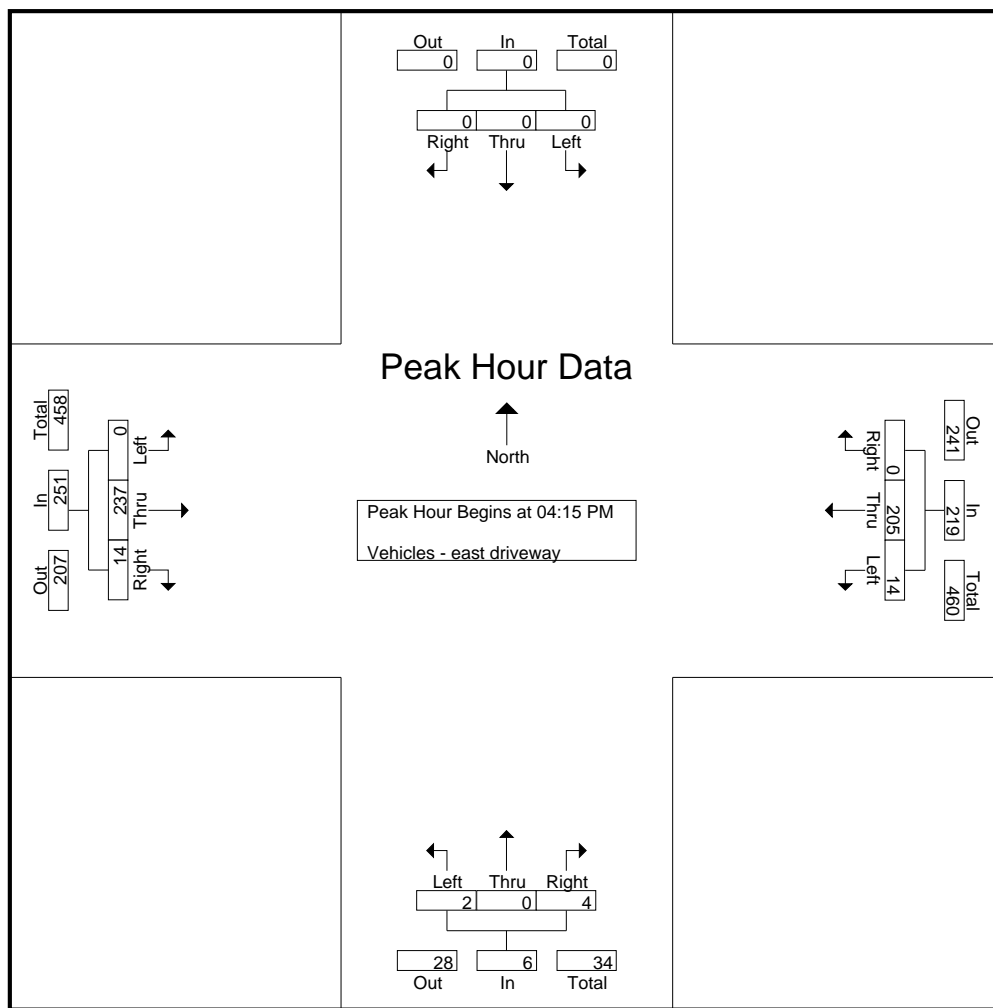 Out In Total
0 0 0
0 0 0
Right Thru Left
Peak Hour Data
North
Peak Hour Begins at 04:15 PM
Vehicles - east driveway
Total In Out
458 251 207
0 237 14
Left Thru Right
Right Thru Left
0 205 14
Out In Total
241 219 460
Left Thru Right
2 0 4
28 6 34
Out In Total